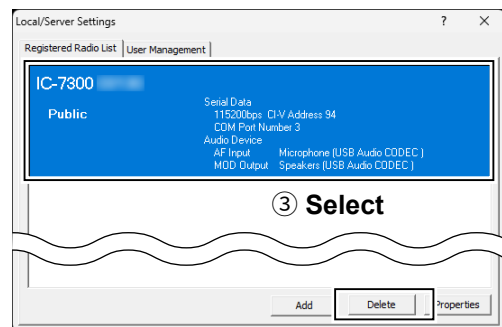 Local/Server Settings ? ×
Registered Radio List User Management
IC-7300
Public
Serial Data
115200bps CI-V Address 94
COM Port Number 3
Audio Device
AF Input Microphone (USB Audio CODEC )
MOD Output Speakers (USB Audio CODEC )
③ Select
Add Delete Properties